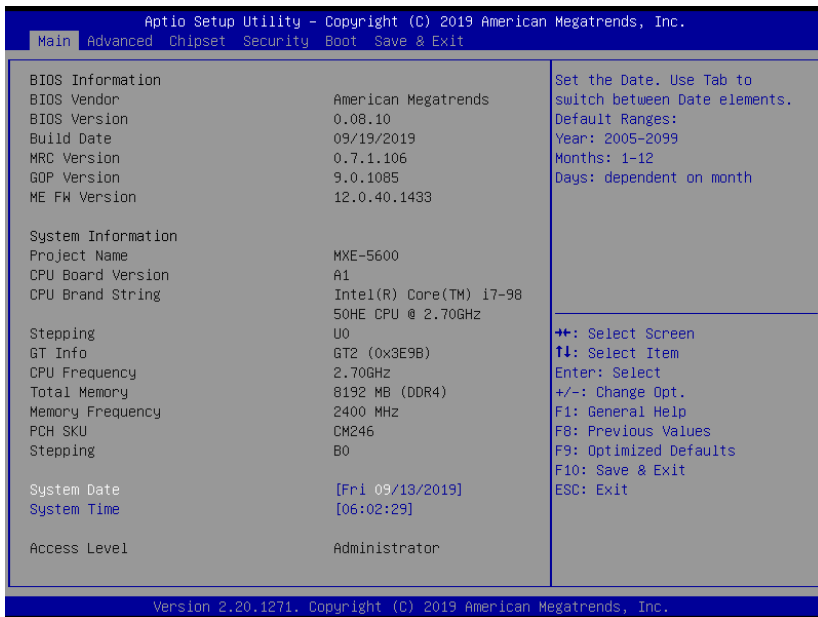 Aptio Setup Utility – Copyright (C) 2019 American Megatrends, Inc.
Main Advanced Chipset Security Boot Save & Exit
BIOS Information
BIOS Vendor American Megatrends
BIOS Version 0.08.10
Build Date 09/19/2019
MRC Version 0.7.1.106
GOP Version 9.0.1085
ME FW Version 12.0.40.1433
System Information
Project Name MXE-5600
CPU Board Version A1
CPU Brand String Intel(R) Core(TM) i7-98
50HE CPU @ 2.70GHz
Stepping U0
GT Info GT2 (0x3E9B)
CPU Frequency 2.70GHz
Total Memory 8192 MB (DDR4)
Memory Frequency 2400 MHz
PCH SKU CM246
Stepping B0
System Date [Fri 09/13/2019]
System Time [06:02:29]
Access Level Administrator
Set the Date. Use Tab to
switch between Date elements.
Default Ranges:
Year: 2005-2099
Months: 1-12
Days: dependent on month
→←: Select Screen
↑↓: Select Item
Enter: Select
+/-: Change Opt.
F1: General Help
F8: Previous Values
F9: Optimized Defaults
F10: Save & Exit
ESC: Exit
Version 2.20.1271. Copyright (C) 2019 American Megatrends, Inc.